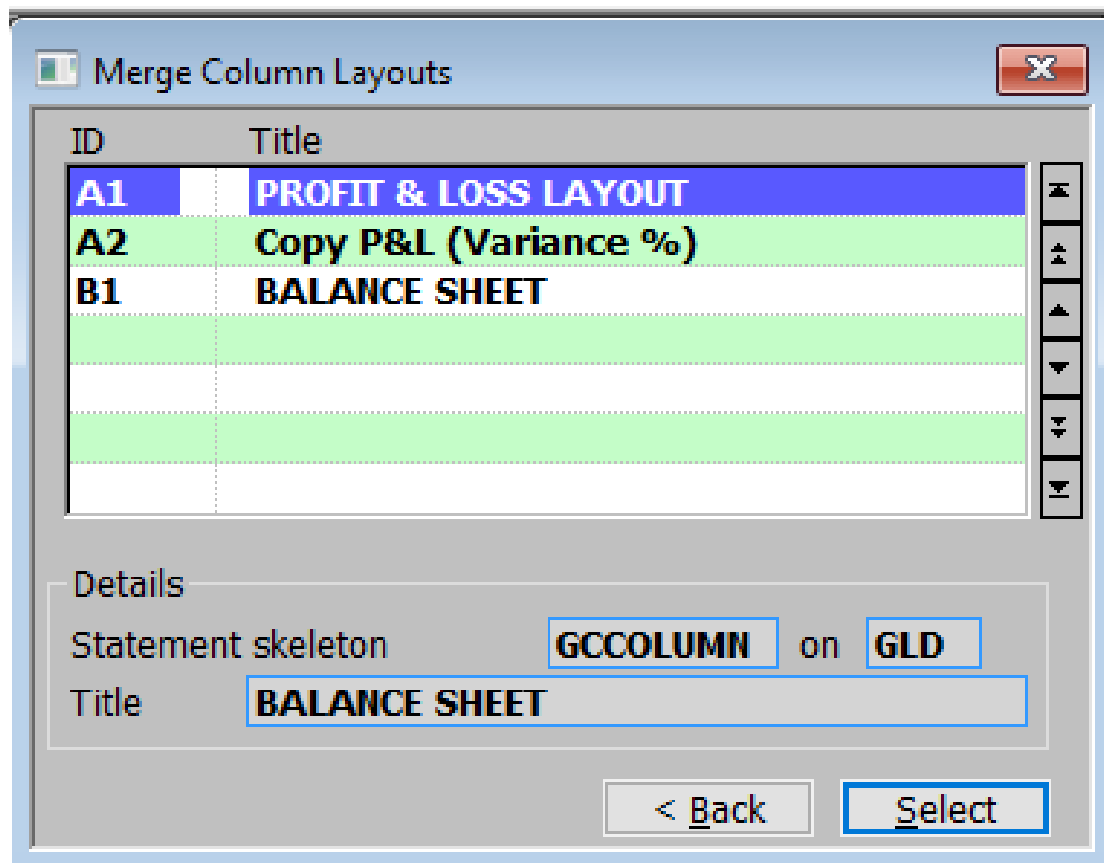 Merge Column Layouts
ID Title
A1 PROFIT & LOSS LAYOUT
A2 Copy P&L (Variance %)
B1 BALANCE SHEET
Details
Statement skeleton GCCOLUMN on GLD
Title BALANCE SHEET
< Back Select